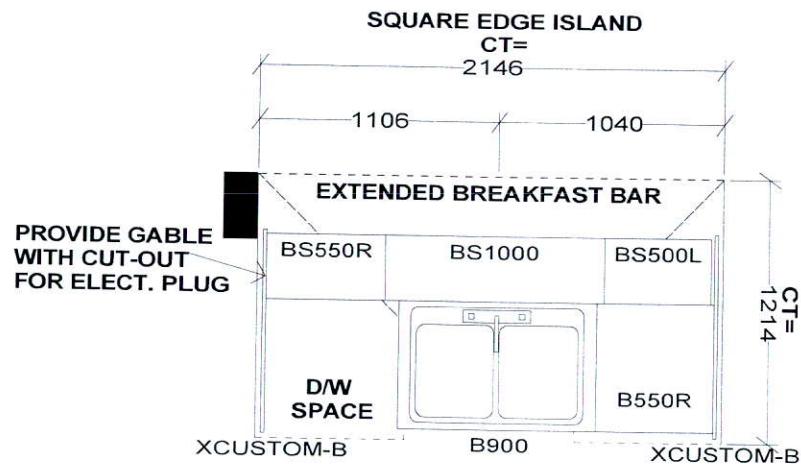 SQUARE EDGE ISLAND
CT=
2146
1106
1040
EXTENDED BREAKFAST BAR
PROVIDE GABLE
WITH CUT-OUT
FOR ELECT. PLUG
BS550R
BS1000
BS500L
CT=
1214
D/W
SPACE
B550R
XCUSTOM-B
B900
XCUSTOM-B